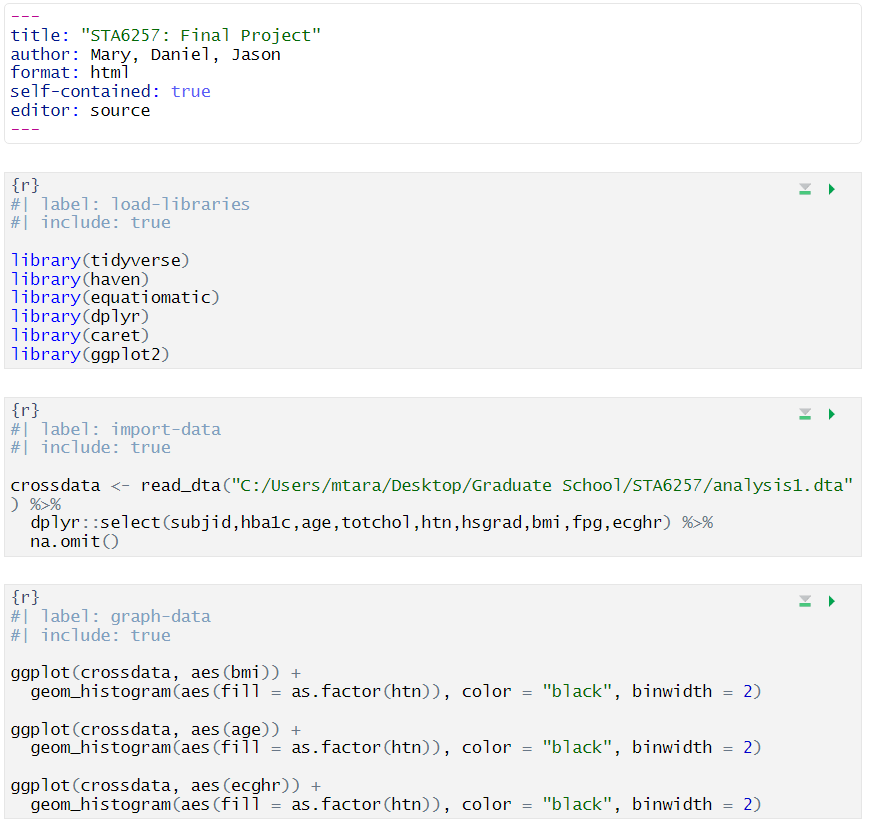 ---
title: "STA6257: Final Project"
author: Mary, Daniel, Jason
format: html
self-contained: true
editor: source
---
{r}
#| label: load-libraries
#| include: true
library(tidyverse)
library(haven)
library(equatiomatic)
library(dplyr)
library(caret)
library(ggplot2)
{r}
#| label: import-data
#| include: true
crossdata <- read_dta("C:/Users/mtara/Desktop/Graduate School/STA6257/analysis1.dta"
) %>%
  dplyr::select(subjid,hba1c,age,totchol,htn,hsgrad,bmi,fpg,ecghr) %>%
  na.omit()
{r}
#| label: graph-data
#| include: true
ggplot(crossdata, aes(bmi)) +
  geom_histogram(aes(fill = as.factor(htn)), color = "black", binwidth = 2)
ggplot(crossdata, aes(age)) +
  geom_histogram(aes(fill = as.factor(htn)), color = "black", binwidth = 2)
ggplot(crossdata, aes(ecghr)) +
  geom_histogram(aes(fill = as.factor(htn)), color = "black", binwidth = 2)